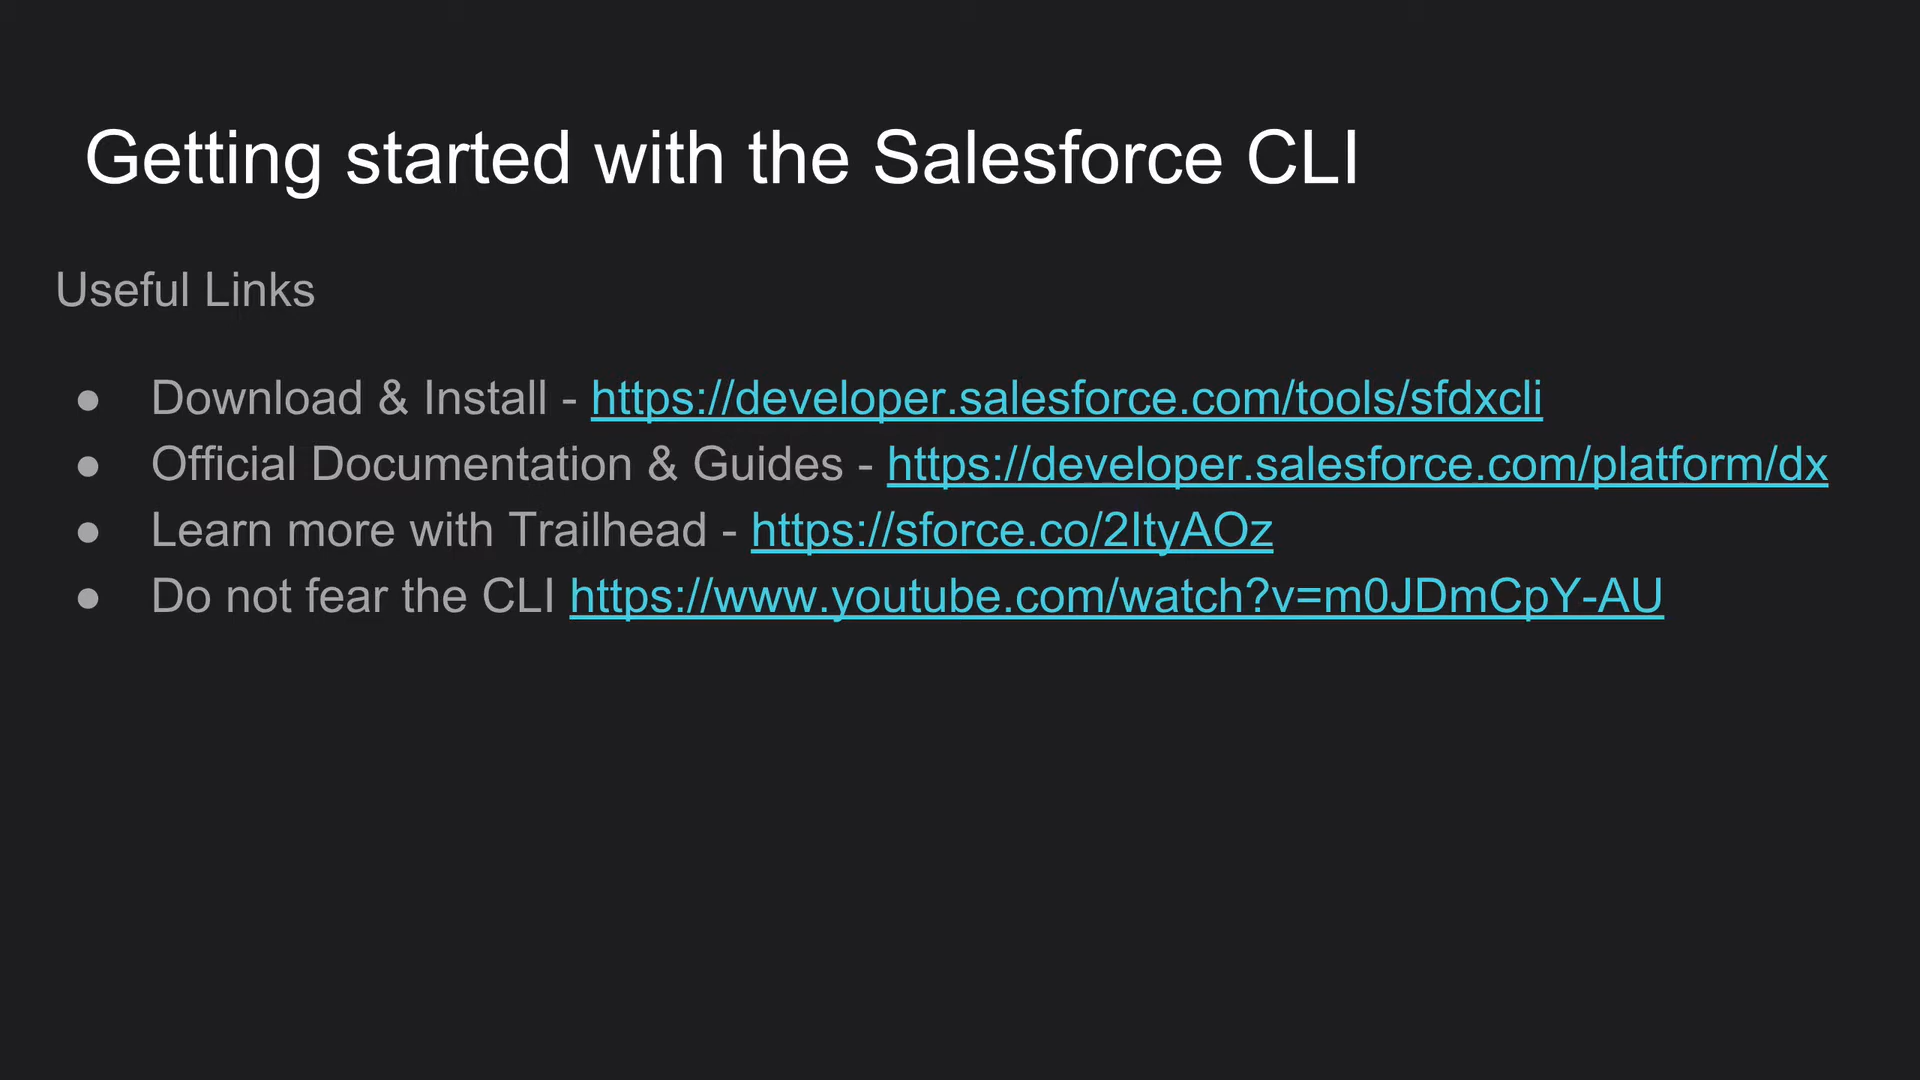 Getting started with the Salesforce CLI
Useful Links
● Download & Install - https://developer.salesforce.com/tools/sfdxcli
● Official Documentation & Guides - https://developer.salesforce.com/platform/dx
● Learn more with Trailhead - https://sforce.co/2ItyAOz
● Do not fear the CLI https://www.youtube.com/watch?v=m0JDmCpY-AU